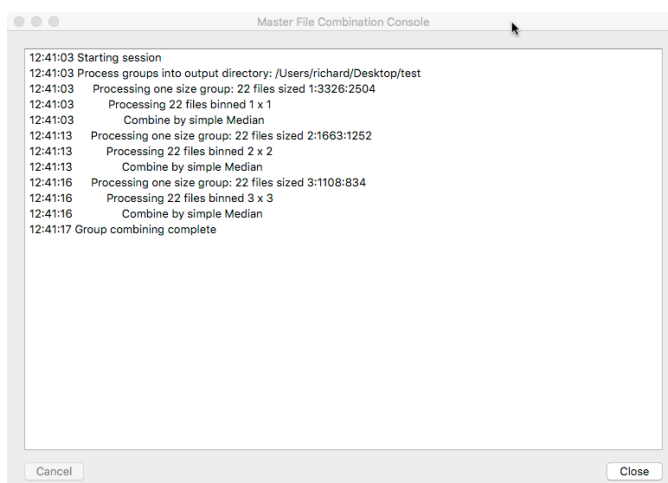 Master File Combination Console
12:41:03 Starting session
12:41:03 Process groups into output directory: /Users/richard/Desktop/test
12:41:03 Processing one size group: 22 files sized 1:3326:2504
12:41:03 Processing 22 files binned 1 x 1
12:41:03 Combine by simple Median
12:41:13 Processing one size group: 22 files sized 2:1663:1252
12:41:13 Processing 22 files binned 2 x 2
12:41:13 Combine by simple Median
12:41:16 Processing one size group: 22 files sized 3:1108:834
12:41:16 Processing 22 files binned 3 x 3
12:41:16 Combine by simple Median
12:41:17 Group combining complete
Cancel
Close